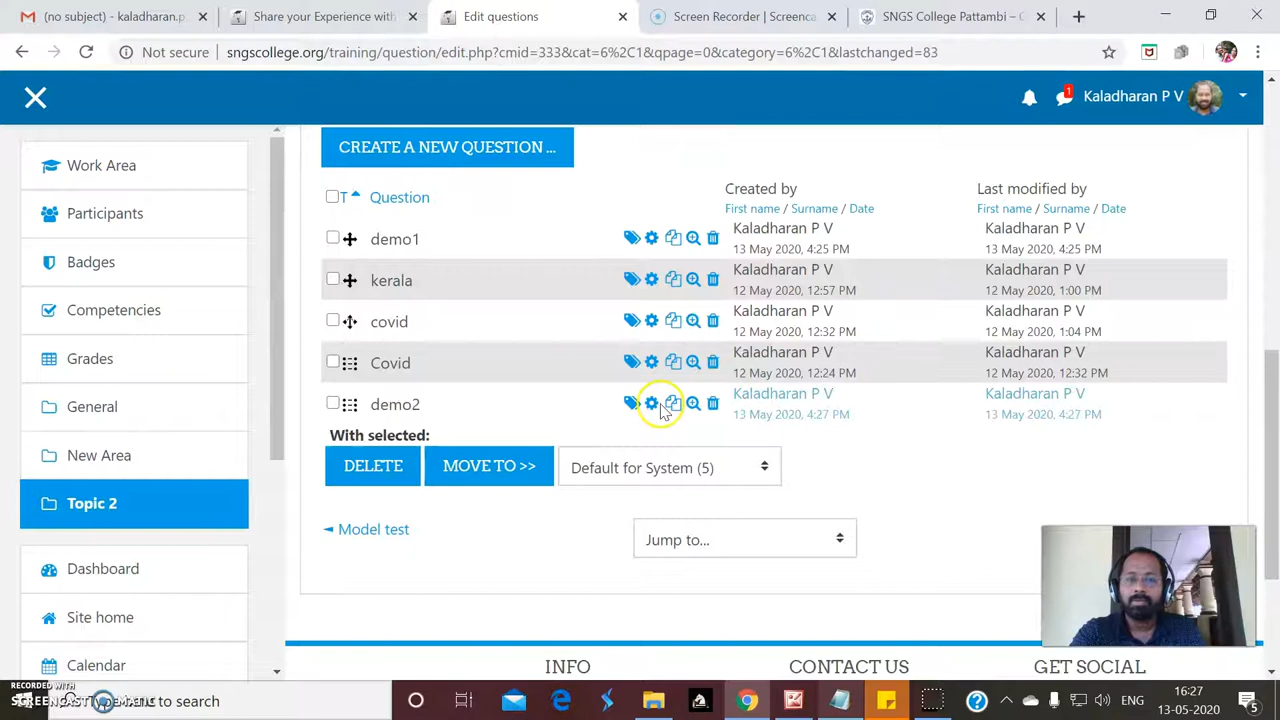 (no subject) - kaladharan.p.
Share your Experience with
Edit questions
Screen Recorder | Screenca
SNGS College Pattambi – C
Not secure
sngscollege.org/training/question/edit.php?cmid=333&cat=6%2C1&qpage=0&category=6%2C1&lastchanged=83
1
Kaladharan P V
Work Area
Participants
Badges
Competencies
Grades
General
New Area
Topic 2
Dashboard
Site home
Calendar
CREATE A NEW QUESTION ...
T Question
Created by
Last modified by
First name / Surname / Date
First name / Surname / Date
demo1
Kaladharan P V
13 May 2020, 4:25 PM
Kaladharan P V
13 May 2020, 4:25 PM
kerala
Kaladharan P V
12 May 2020, 12:57 PM
Kaladharan P V
12 May 2020, 1:00 PM
covid
Kaladharan P V
12 May 2020, 12:32 PM
Kaladharan P V
12 May 2020, 1:04 PM
Covid
Kaladharan P V
12 May 2020, 12:24 PM
Kaladharan P V
12 May 2020, 12:32 PM
demo2
Kaladharan P V
13 May 2020, 4:27 PM
Kaladharan P V
13 May 2020, 4:27 PM
With selected:
DELETE
MOVE TO >>
Default for System (5)
◄ Model test
Jump to...
INFO
CONTACT US
GET SOCIAL
RECORDED WITH
SCREENCAST-O-MATIC
Type here to search
ENG
16:27
13-05-2020
5